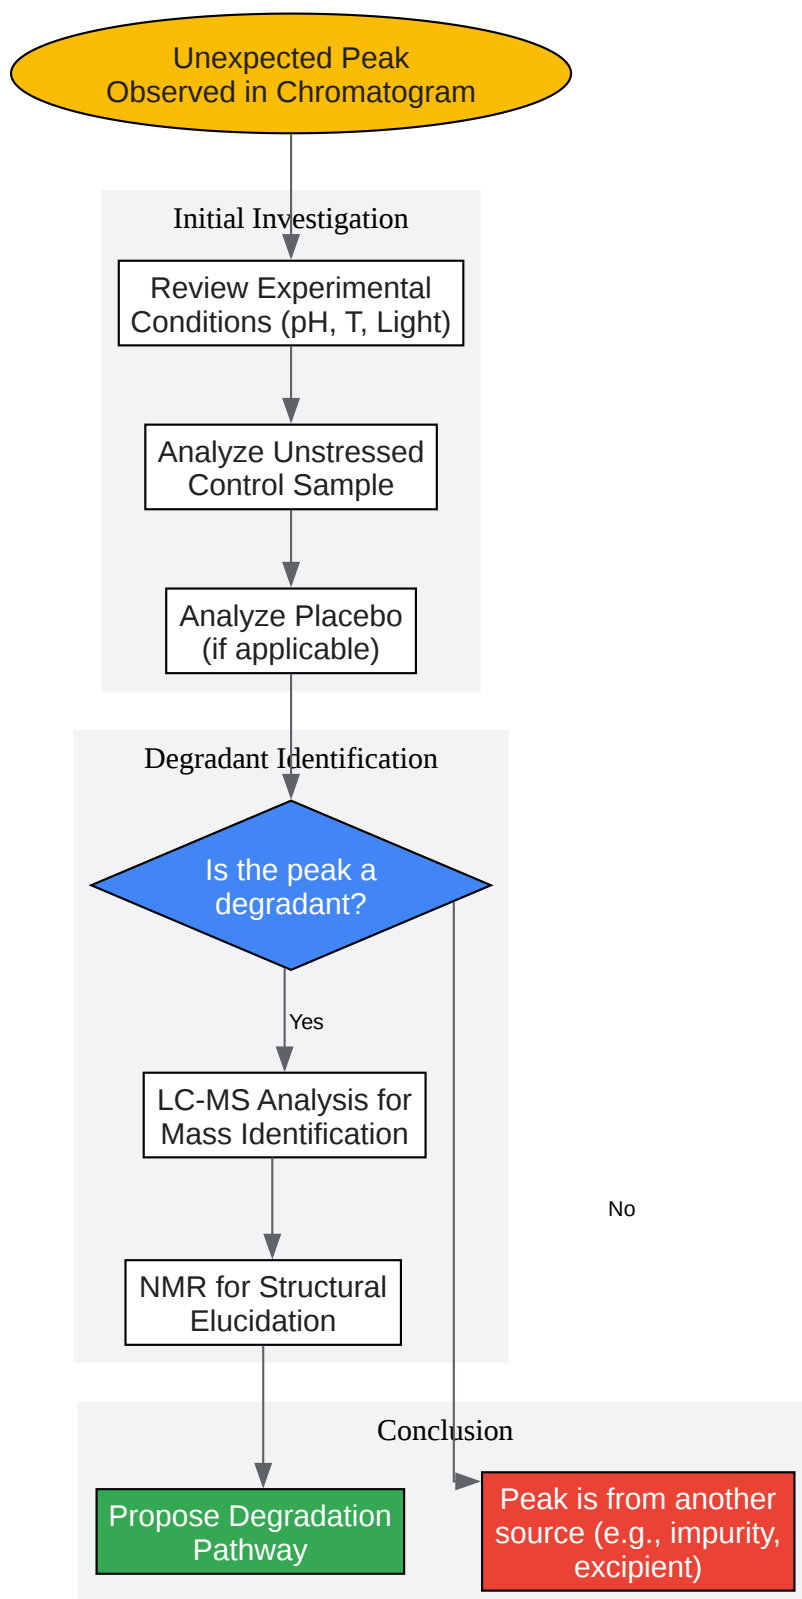 Unexpected Peak
Observed in Chromatogram
Initial Investigation
Review Experimental
Conditions (pH, T, Light)
Analyze Unstressed
Control Sample
Analyze Placebo
(if applicable)
Degradant Identification
Is the peak a
degradant?
Yes
LC-MS Analysis for
Mass Identification
No
NMR for Structural
Elucidation
Conclusion
Propose Degradation
Pathway
Peak is from another
source (e.g., impurity,
excipient)